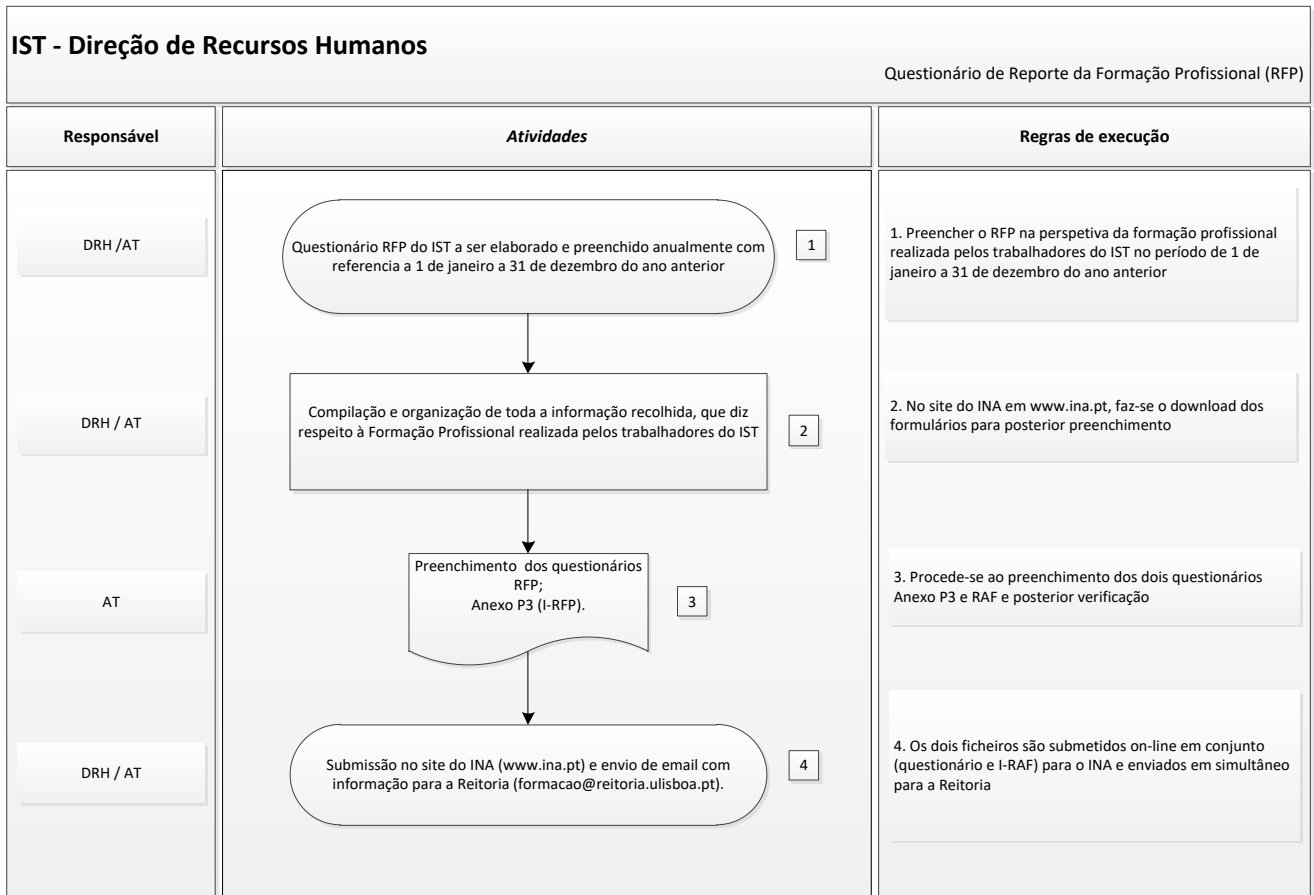 IST - Direção de Recursos Humanos
Questionário de Reporte da Formação Profissional (RFP)
Responsável
Atividades
Regras de execução
DRH /AT
Questionário RFP do IST a ser elaborado e preenchido anualmente com
referencia a 1 de janeiro a 31 de dezembro do ano anterior
1
1. Preencher o RFP na perspetiva da formação profissional
realizada pelos trabalhadores do IST no período de 1 de
janeiro a 31 de dezembro do ano anterior
DRH / AT
Compilação e organização de toda a informação recolhida, que diz
respeito à Formação Profissional realizada pelos trabalhadores do IST
2
2. No site do INA em www.ina.pt, faz-se o download dos
formulários para posterior preenchimento
AT
Preenchimento dos questionários
RFP;
Anexo P3 (I-RFP).
3
3. Procede-se ao preenchimento dos dois questionários
Anexo P3 e RAF e posterior verificação
DRH / AT
Submissão no site do INA (www.ina.pt) e envio de email com
informação para a Reitoria (formacao@reitoria.ulisboa.pt).
4
4. Os dois ficheiros são submetidos on-line em conjunto
(questionário e I-RAF) para o INA e enviados em simultâneo
para a Reitoria